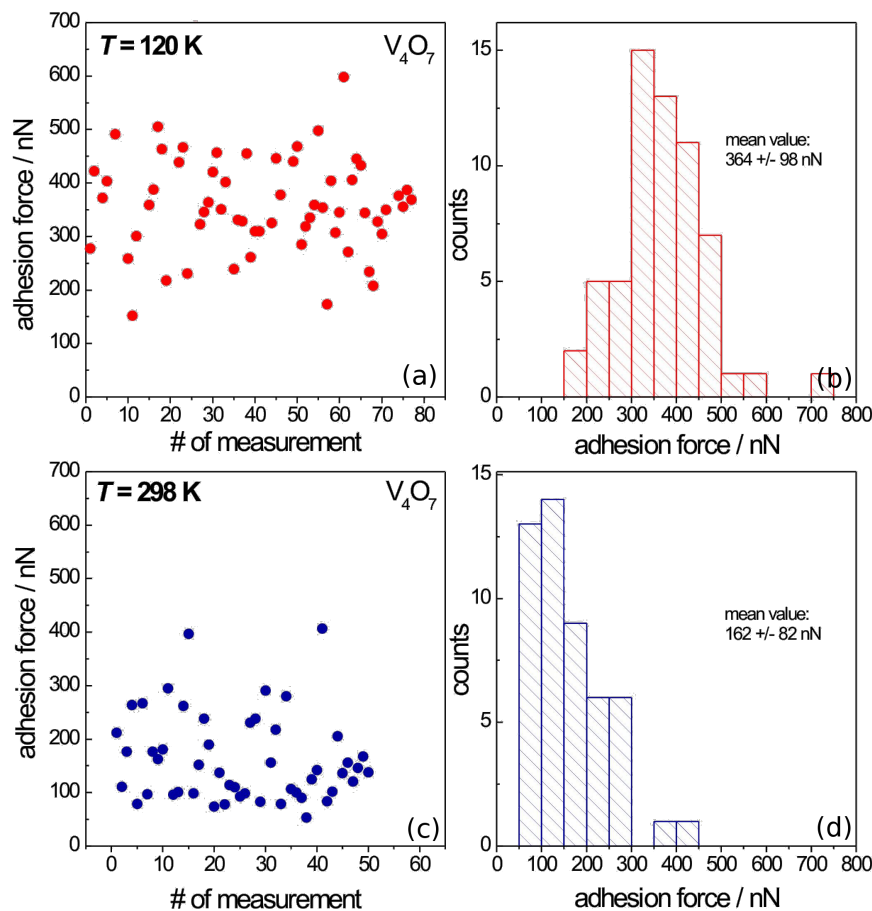 T = 120 K
V4O7
700
600
500
400
300
200
100
0
adhesion force / nN
0 10 20 30 40 50 60 70 80
# of measurement
(a)
15
10
5
0
counts
mean value:
364 +/- 98 nN
0 100 200 300 400 500 600 700 800
adhesion force / nN
(b)
T = 298 K
V4O7
700
600
500
400
300
200
100
0
adhesion force / nN
0 10 20 30 40 50 60
# of measurement
(c)
15
10
5
0
counts
mean value:
162 +/- 82 nN
0 100 200 300 400 500 600 700 800
adhesion force / nN
(d)